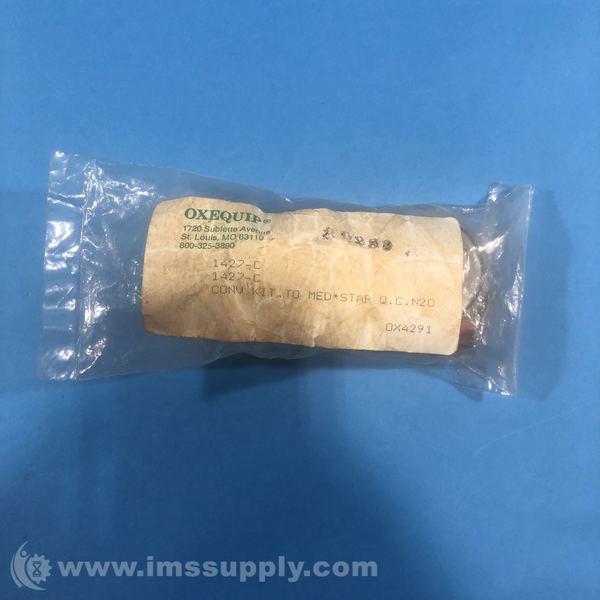 OXEQUIP®
1720 Sublette Avenue
St. Louis, MO 63110
800-325-3890
1427-C
1427-C
CONV KIT.TO MED*STAR Q.C.N2O
OX4291
www.imssupply.com